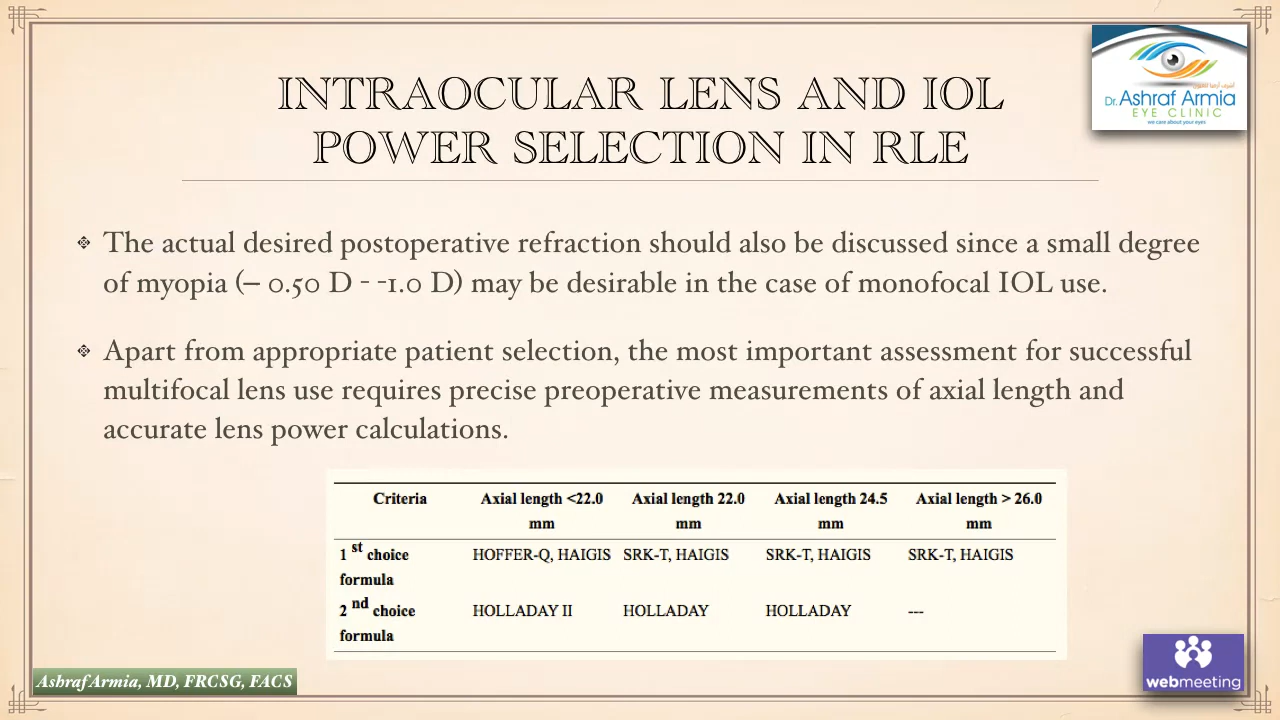 INTRAOCULAR LENS AND IOL
POWER SELECTION IN RLE
Dr. Ashraf Armia
EYE CLINIC
we care about your eyes
The actual desired postoperative refraction should also be discussed since a small degree
of myopia (– 0.50 D - -1.0 D) may be desirable in the case of monofocal IOL use.
Apart from appropriate patient selection, the most important assessment for successful
multifocal lens use requires precise preoperative measurements of axial length and
accurate lens power calculations.
Criteria Axial length <22.0 mm Axial length 22.0 mm Axial length 24.5 mm Axial length > 26.0 mm
1 st choice formula HOFFER-Q, HAIGIS SRK-T, HAIGIS SRK-T, HAIGIS SRK-T, HAIGIS
2 nd choice formula HOLLADAY II HOLLADAY HOLLADAY ---
Ashraf Armia, MD, FRCSG, FACS
webmeeting